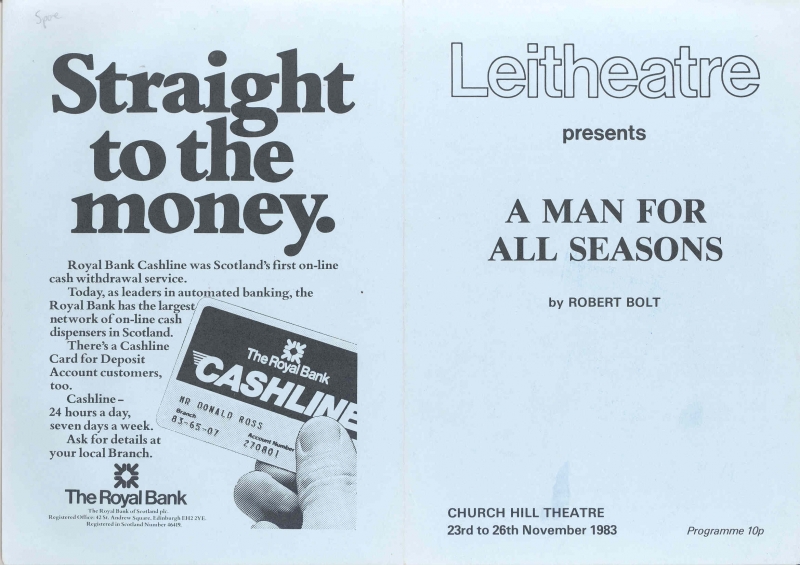 Spare
Straight
to the
money.
Royal Bank Cashline was Scotland's first on-line
cash withdrawal service.
Today, as leaders in automated banking, the
Royal Bank has the largest
network of on-line cash
dispensers in Scotland.
There's a Cashline
Card for Deposit
Account customers,
too.
Cashline –
24 hours a day,
seven days a week.
Ask for details at
your local Branch.
The Royal Bank
CASHLINE
MR DONALD ROSS
Branch
83-65-07
Account Number
270801
The Royal Bank
The Royal Bank of Scotland plc.
Registered Office: 42 St. Andrew Square, Edinburgh EH2 2YE.
Registered in Scotland Number 46419.
Leitheatre
presents
A MAN FOR
ALL SEASONS
by ROBERT BOLT
CHURCH HILL THEATRE
23rd to 26th November 1983
Programme 10p